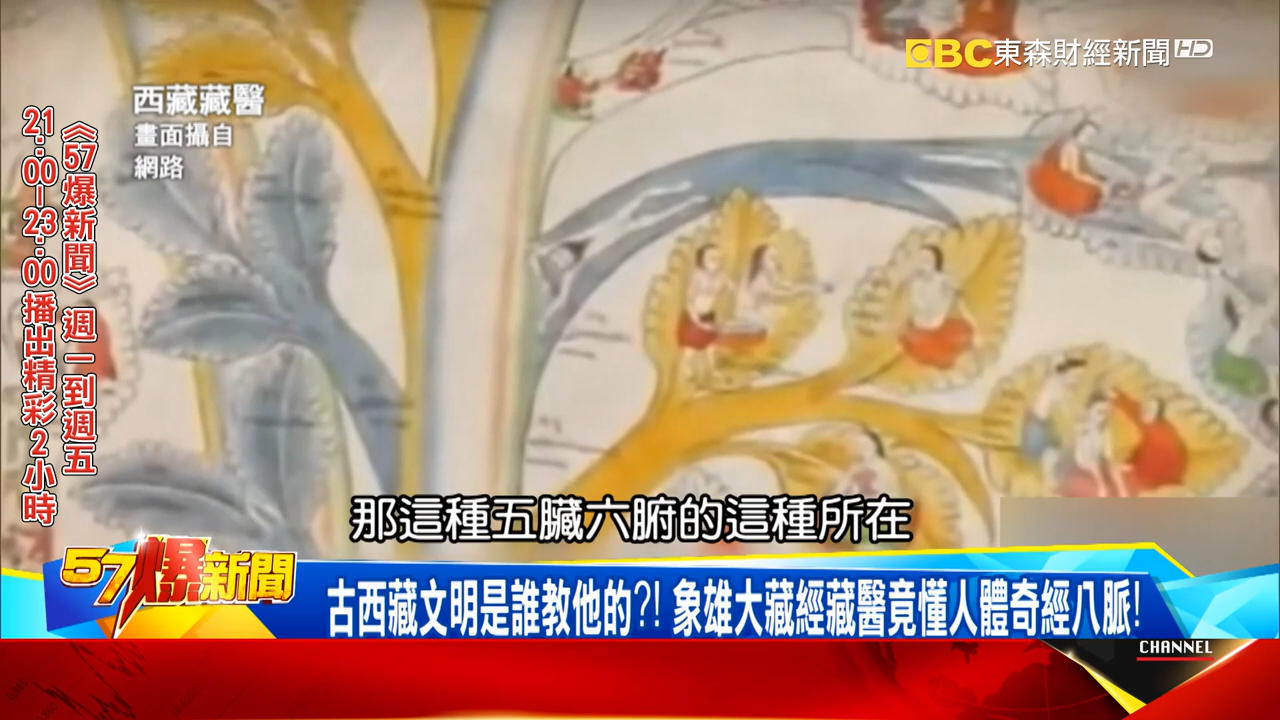 EBC東森財經新聞HD
西藏藏醫
畫面攝自
網路
《57爆新聞》週一到週五
21:00-23:00播出精彩2小時
那這種五臟六腑的這種所在
57爆新聞
古西藏文明是誰教他的?! 象雄大藏經藏醫竟懂人體奇經八脈!
CHANNEL